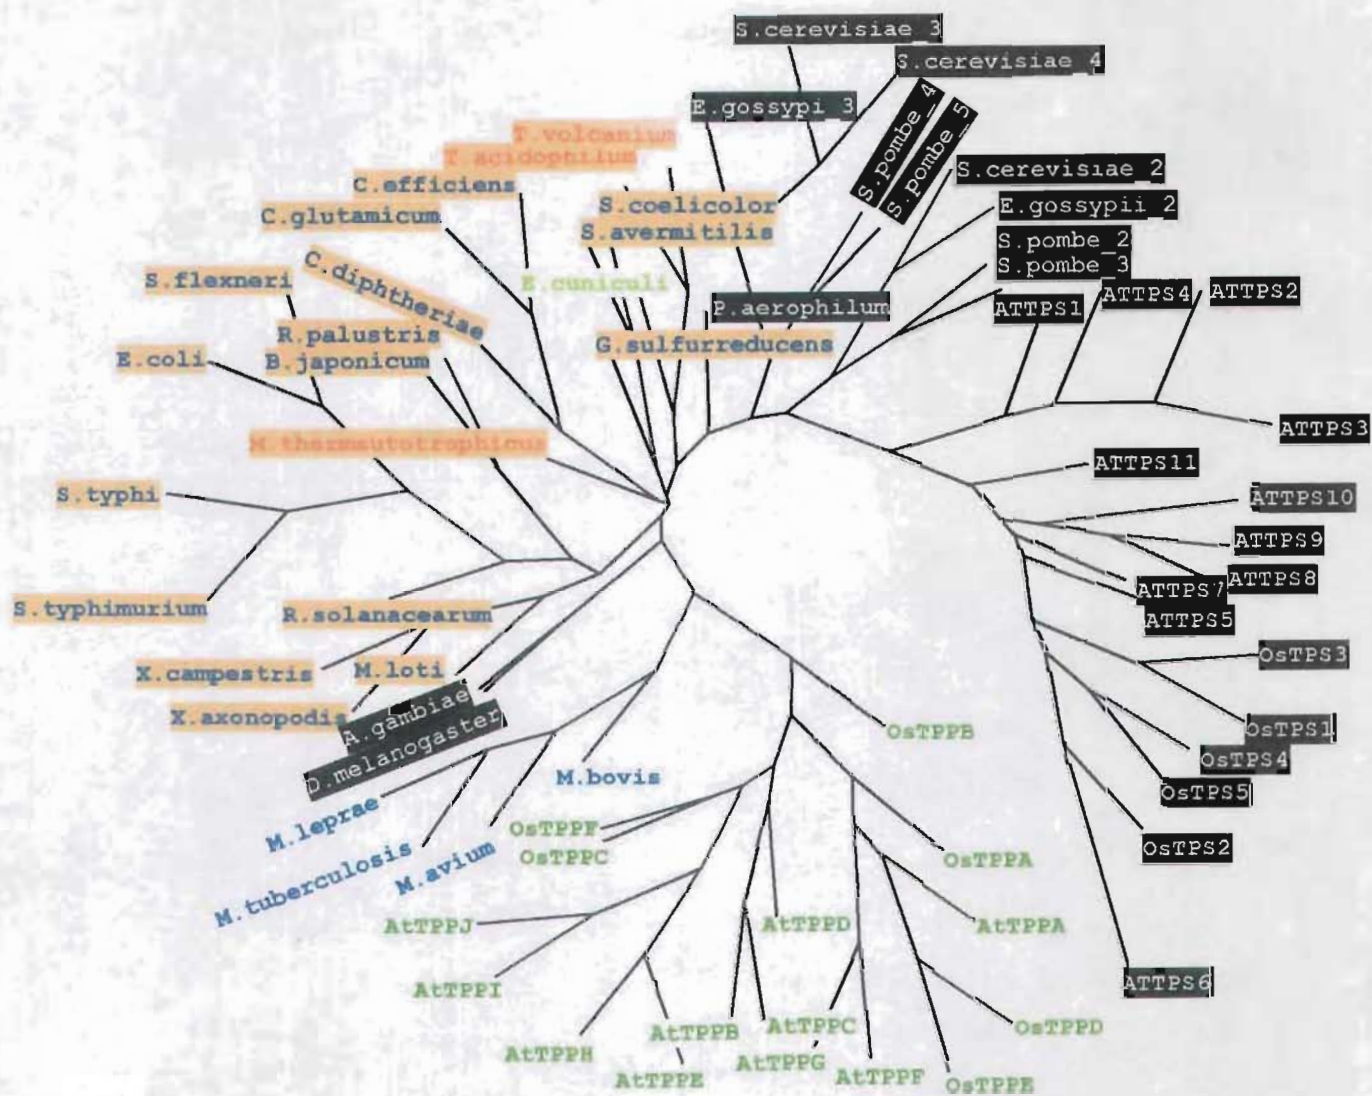 S.cerevisiae_3
S.cerevisiae_4
E.gossypi_3
S.pombe_4
S.pombe_5
T.volcanium
T.acidophilum
C.efficiens
S.cerevisiae_2
C.glutamicum
S.coelicolor
E.gossypii_2
S.avermitilis
S.pombe_2
S.pombe_3
C.diphtheriae
S.flexneri
E.cuniculi
P.aerophilum
ATTPS1
ATTPS4
ATTPS2
R.palustris
G.sulfurreducens
E.coli
B.japonicum
M.thermautotrophicus
ATTPS3
ATTPS11
S.typhi
ATTPS10
ATTPS9
ATTPS8
ATTPS7
ATTPS5
S.typhimurium
R.solanacearum
OsTPS3
X.campestris
M.loti
X.axonopodis
A.gambiae
D.melanogaster
OsTPPB
OsTPS1
OsTPS4
OsTPS5
M.bovis
M.leprae
OsTPPF
OsTPPC
OsTPPA
OsTPS2
M.tuberculosis
M.avium
AtTPPJ
AtTPPD
AtTPPA
AtTPPI
ATTPS6
AtTPPH
AtTPPB
AtTPPC
OsTPPD
AtTPPE
AtTPPG
AtTPPF
OsTPPE